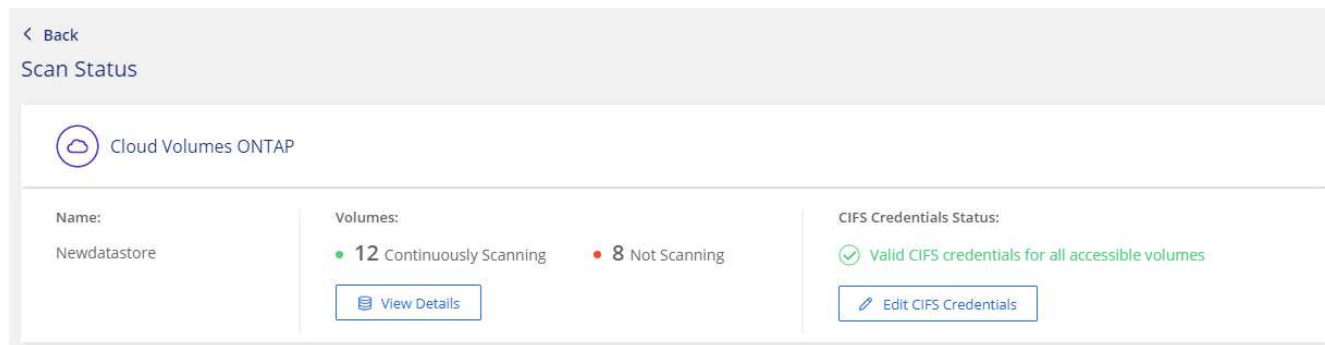 Back
Scan Status
Cloud Volumes ONTAP
Name:
Newdatastore
Volumes:
12 Continuously Scanning
8 Not Scanning
View Details
CIFS Credentials Status:
Valid CIFS credentials for all accessible volumes
Edit CIFS Credentials